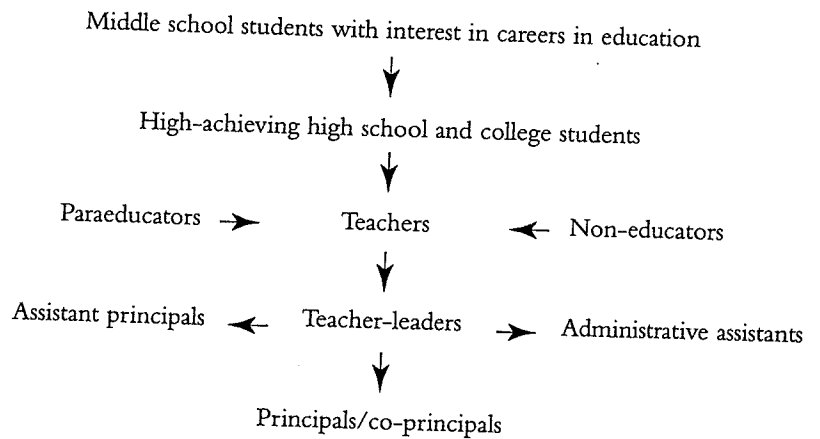 Middle school students with interest in careers in education
High-achieving high school and college students
Paraeducators Teachers Non-educators
Assistant principals Teacher-leaders Administrative assistants
Principals/co-principals